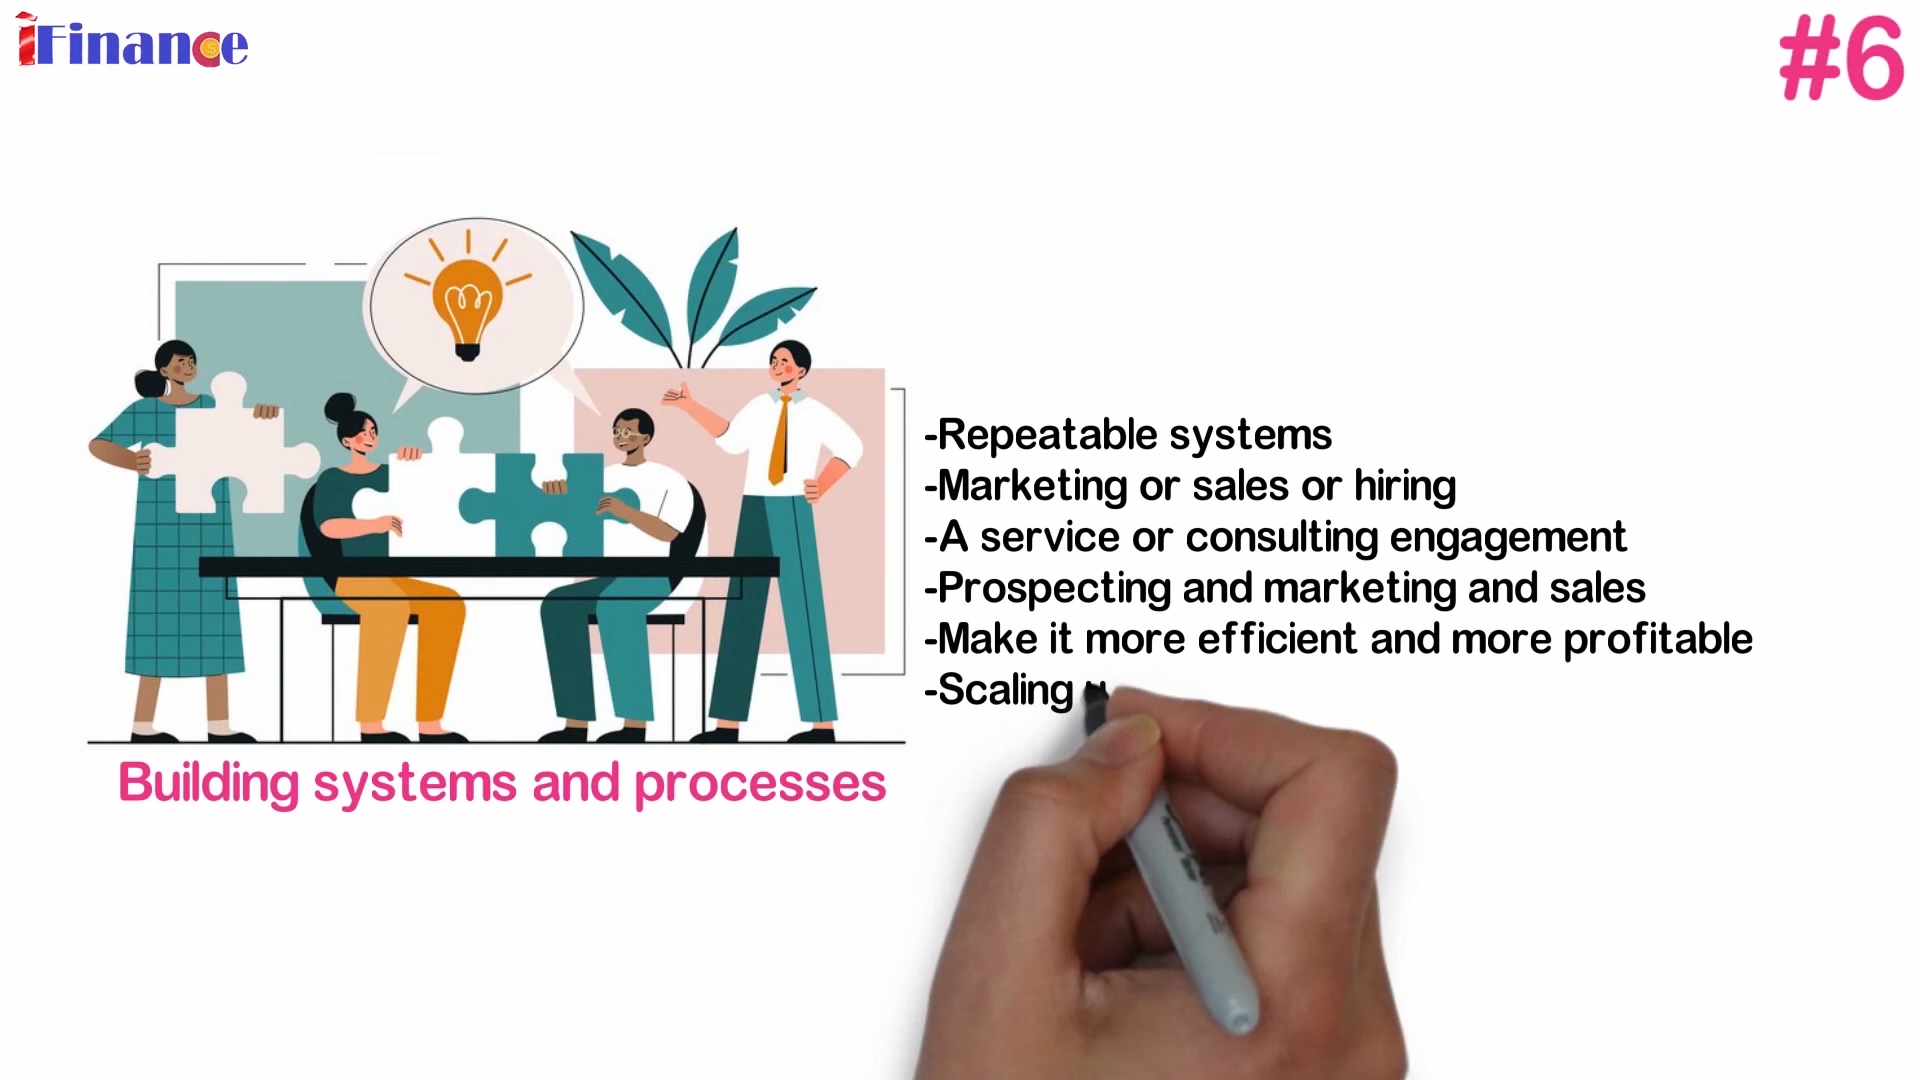 iFinance
#6
-Repeatable systems
-Marketing or sales or hiring
-A service or consulting engagement
-Prospecting and marketing and sales
-Make it more efficient and more profitable
-Scaling
Building systems and processes